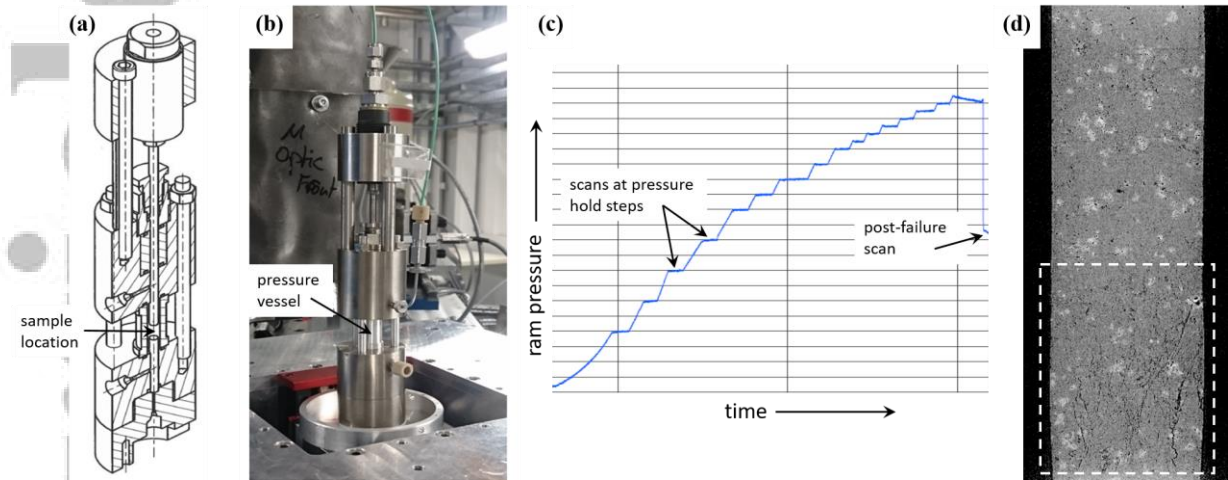 (a)
sample
location
(b)
M
Optic
Front
pressure
vessel
(c)
ram pressure
scans at pressure
hold steps
post-failure
scan
time
(d)